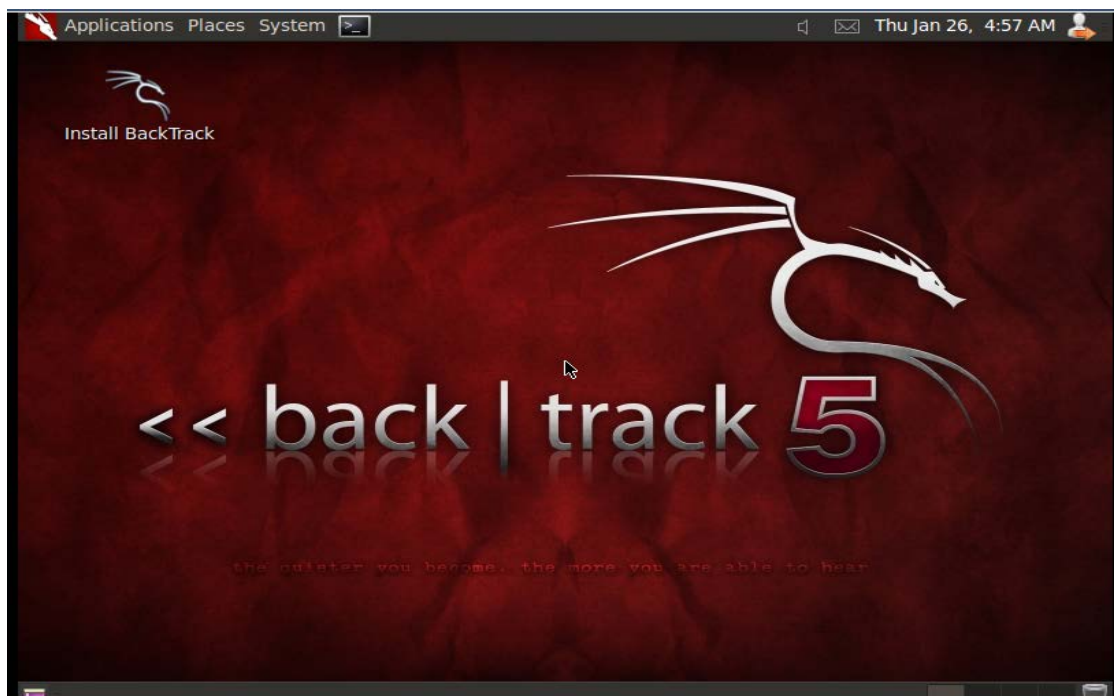 Applications Places System Thu Jan 26, 4:57 AM
Install BackTrack
<< back | track 5
the quieter you become, the more you are able to hear